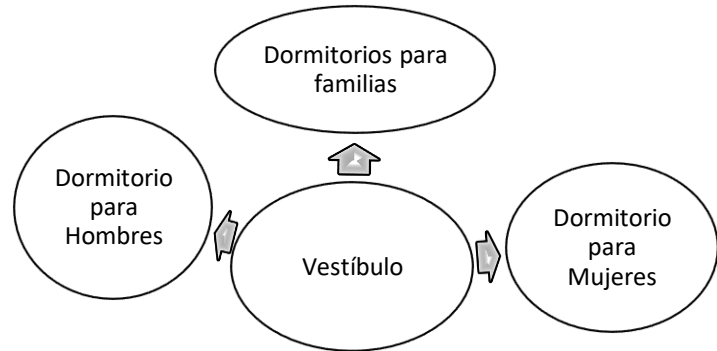 Dormitorios para
familias
Dormitorio
para
Hombres
Vestíbulo
Dormitorio
para
Mujeres